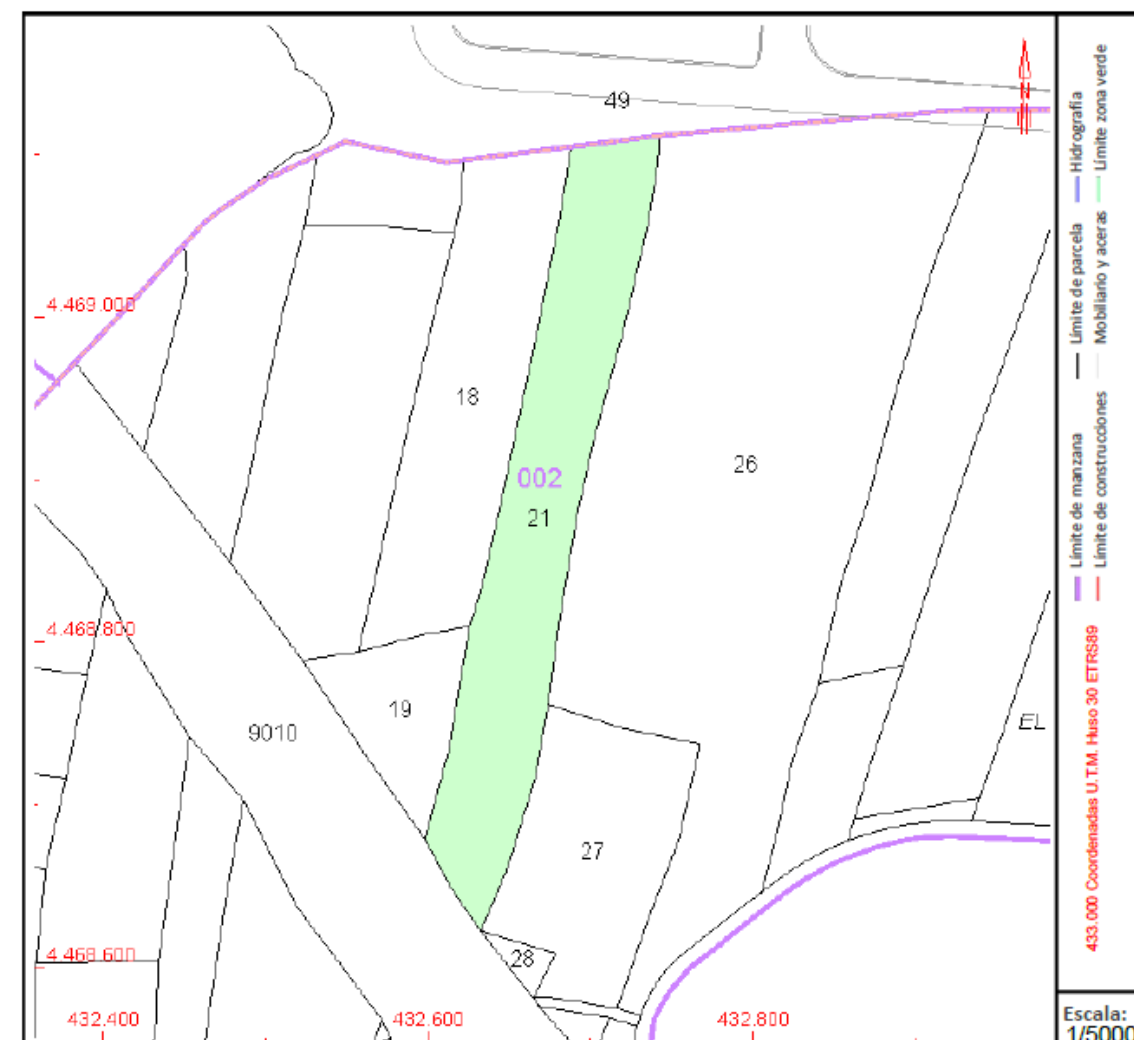 49
N
4.469.000
18
26
002
21
4.468.800
19
9010
EL
27
28
4.468.600
432.400
432.600
432.800
Hidrografía
Límite zona verde
Límite de parcela
Mobiliario y aceras
Límite de manzana
Límite de construcciones
433.000 Coordenadas U.T.M. Huso 30 ETRS89
Escala:
1/5000